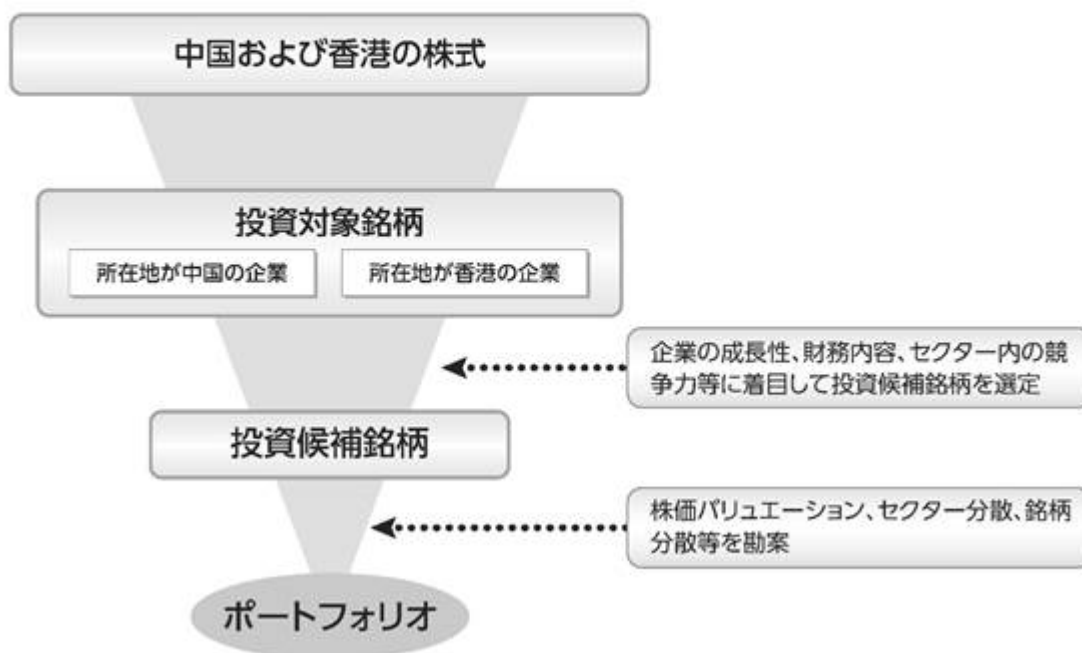 中国および香港の株式
投資対象銘柄
所在地が中国の企業
所在地が香港の企業
企業の成長性、財務内容、セクター内の競
争力等に着目して投資候補銘柄を選定
投資候補銘柄
株価バリュエーション、セクター分散、銘柄
分散等を勘案
ポートフォリオ